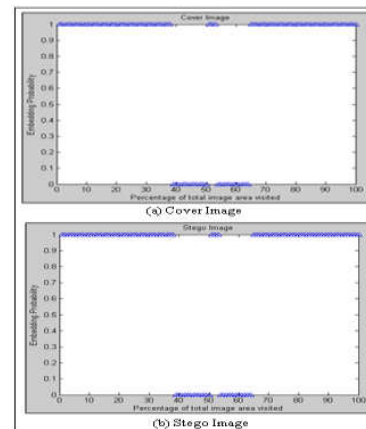 Cover Image
1
0.9
0.8
0.7
0.6
0.5
0.4
0.3
0.2
0.1
0
Embedding Probability
0 10 20 30 40 50 60 70 80 90 100
Percentage of total image area visited
(a) Cover Image
Stego Image
1
0.9
0.8
0.7
0.6
0.5
0.4
0.3
0.2
0.1
0
Embedding Probability
0 10 20 30 40 50 60 70 80 90 100
Percentage of total image area visited
(b) Stego Image